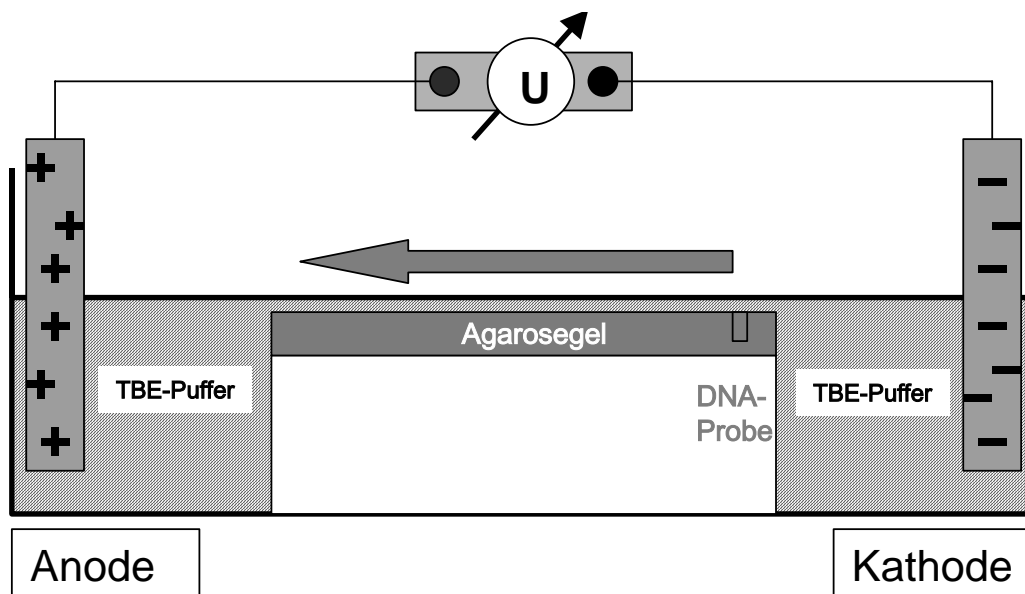 U
Agarosegel
TBE-Puffer
DNA-
Probe
TBE-Puffer
Anode
Kathode